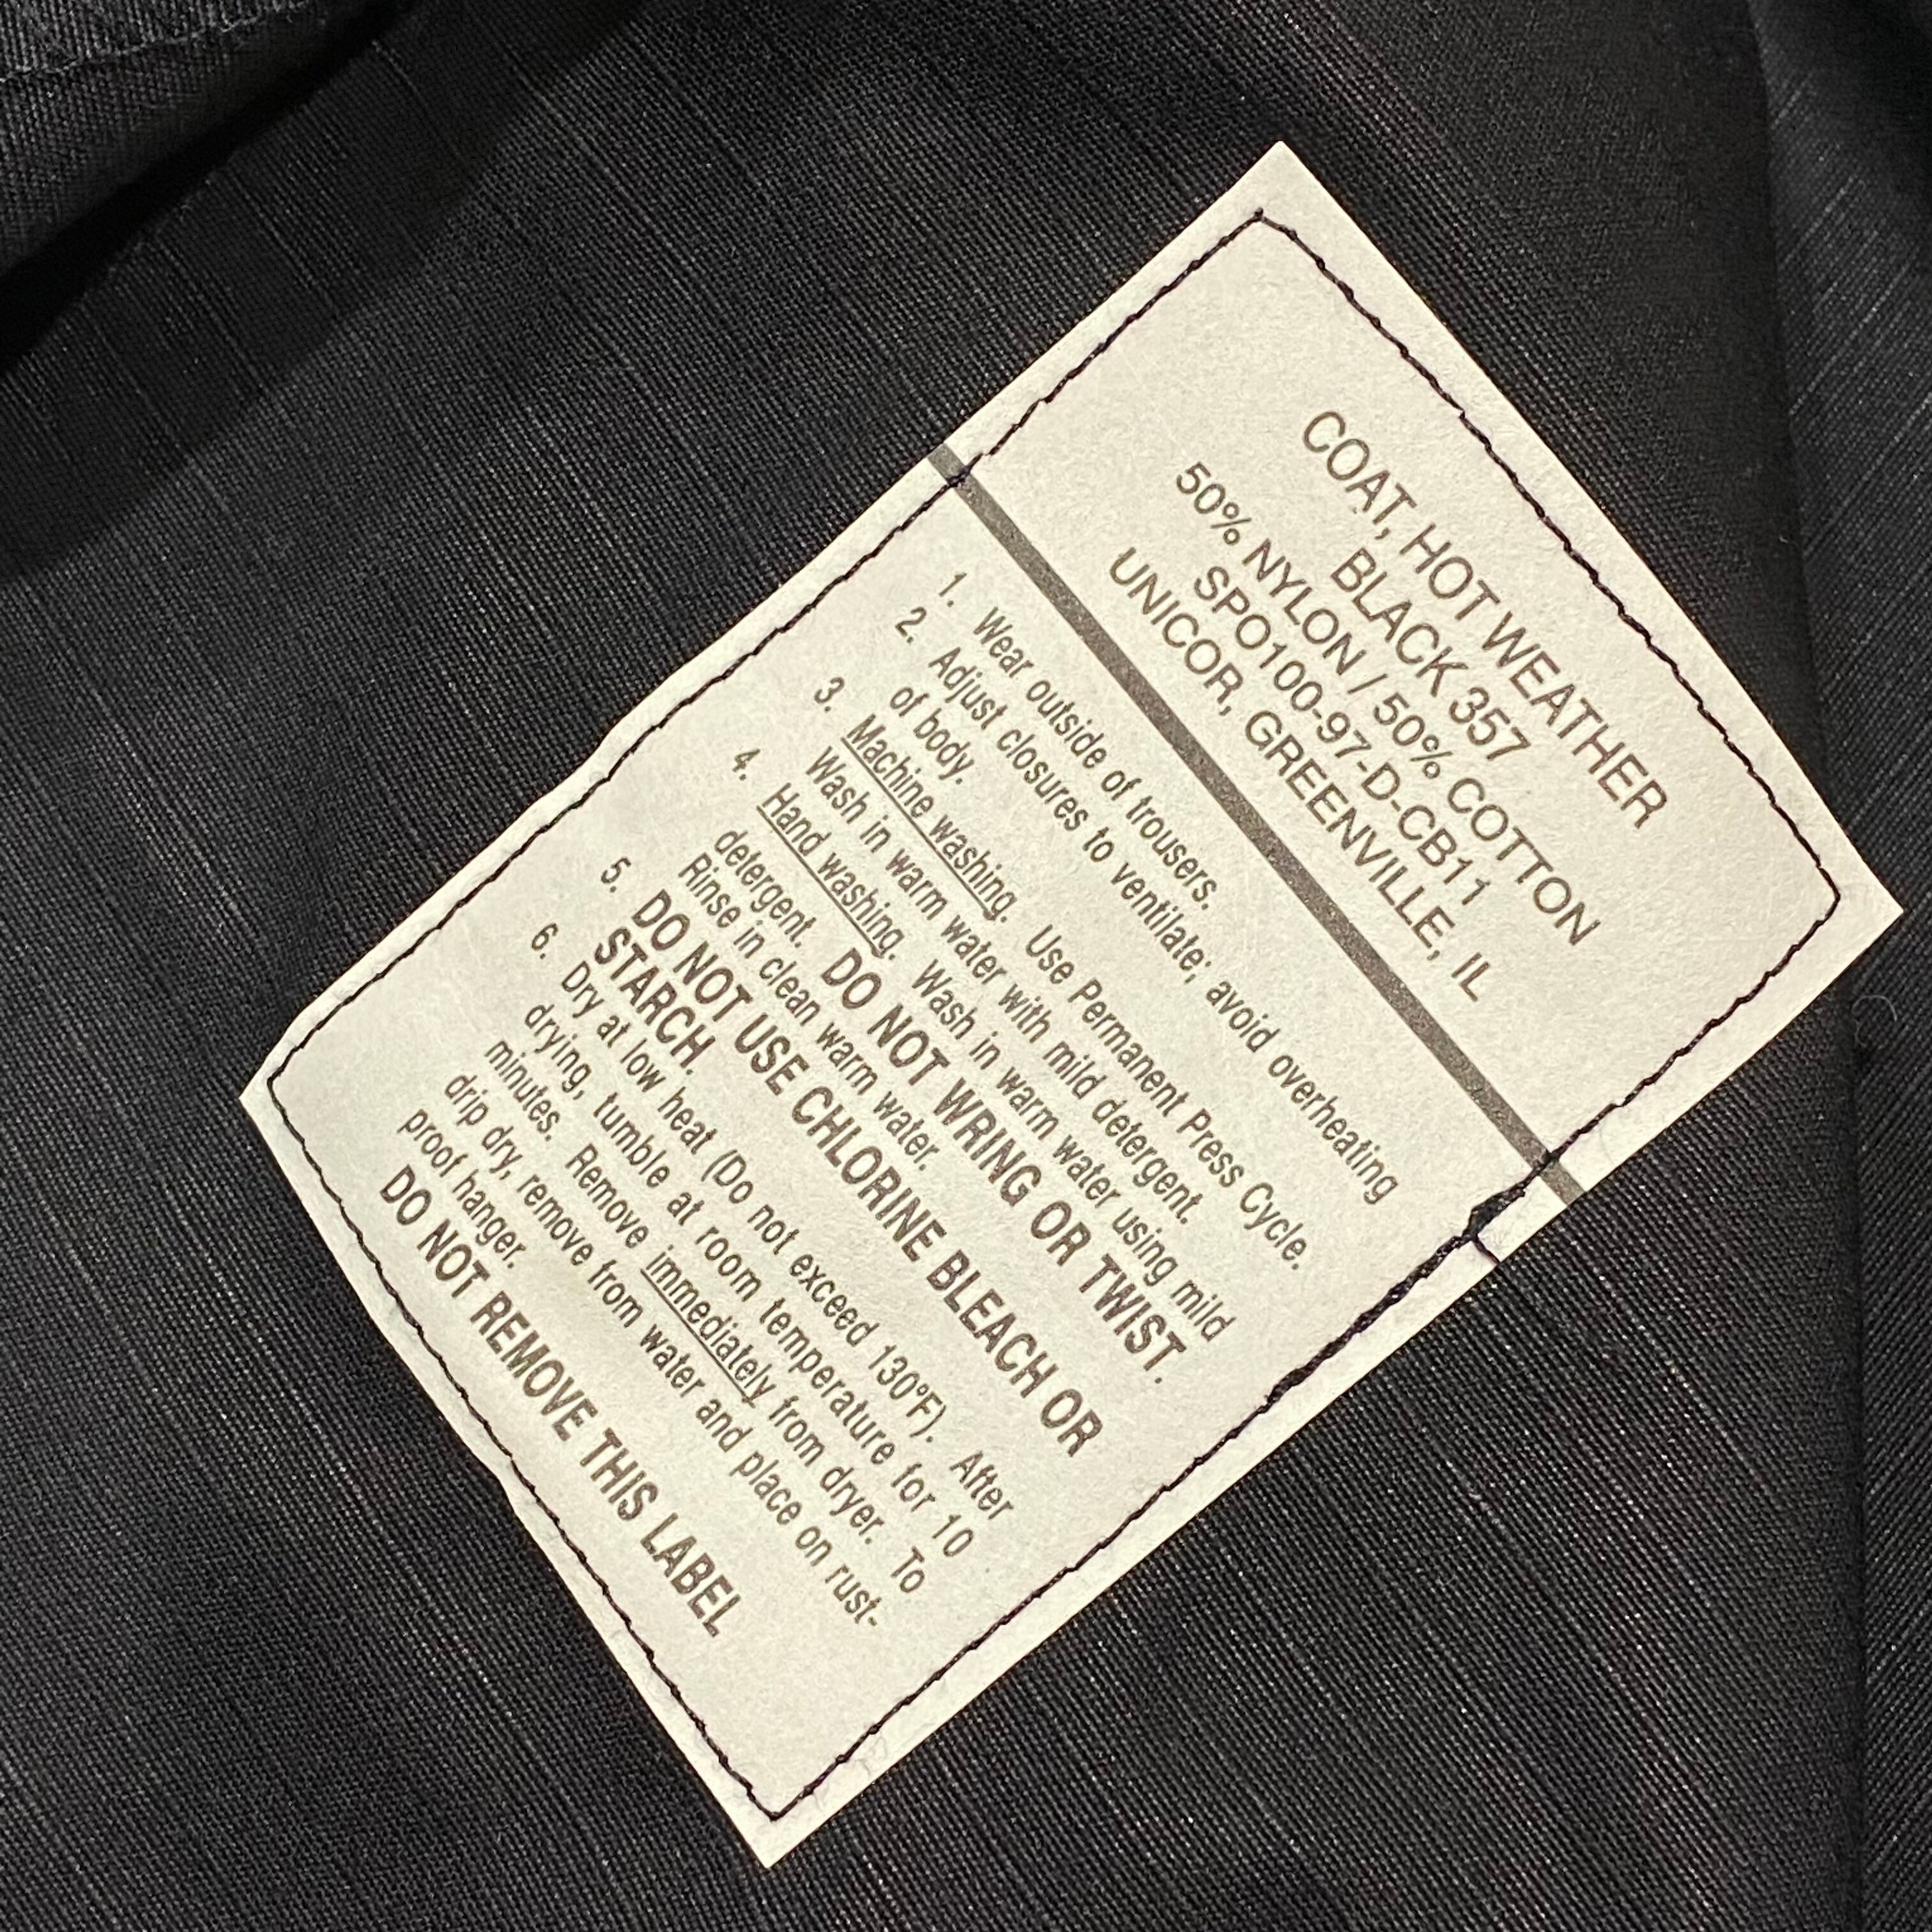 COAT, HOT WEATHER
BLACK 357
50% NYLON / 50% COTTON
SPO100-97-D-CB11
UNICOR, GREENVILLE, IL
1. Wear outside of trousers.
2. Adjust closures to ventilate; avoid overheating
of body.
3. Machine washing. Use Permanent Press Cycle.
Wash in warm water with mild detergent.
4. Hand washing. Wash in warm water using mild
detergent. DO NOT WRING OR TWIST.
Rinse in clean warm water.
5. DO NOT USE CHLORINE BLEACH OR
STARCH.
6. Dry at low heat (Do not exceed 130°F). After
drying, tumble at room temperature for 10
minutes. Remove immediately from dryer. To
drip dry, remove from water and place on rust-
proof hanger.
DO NOT REMOVE THIS LABEL